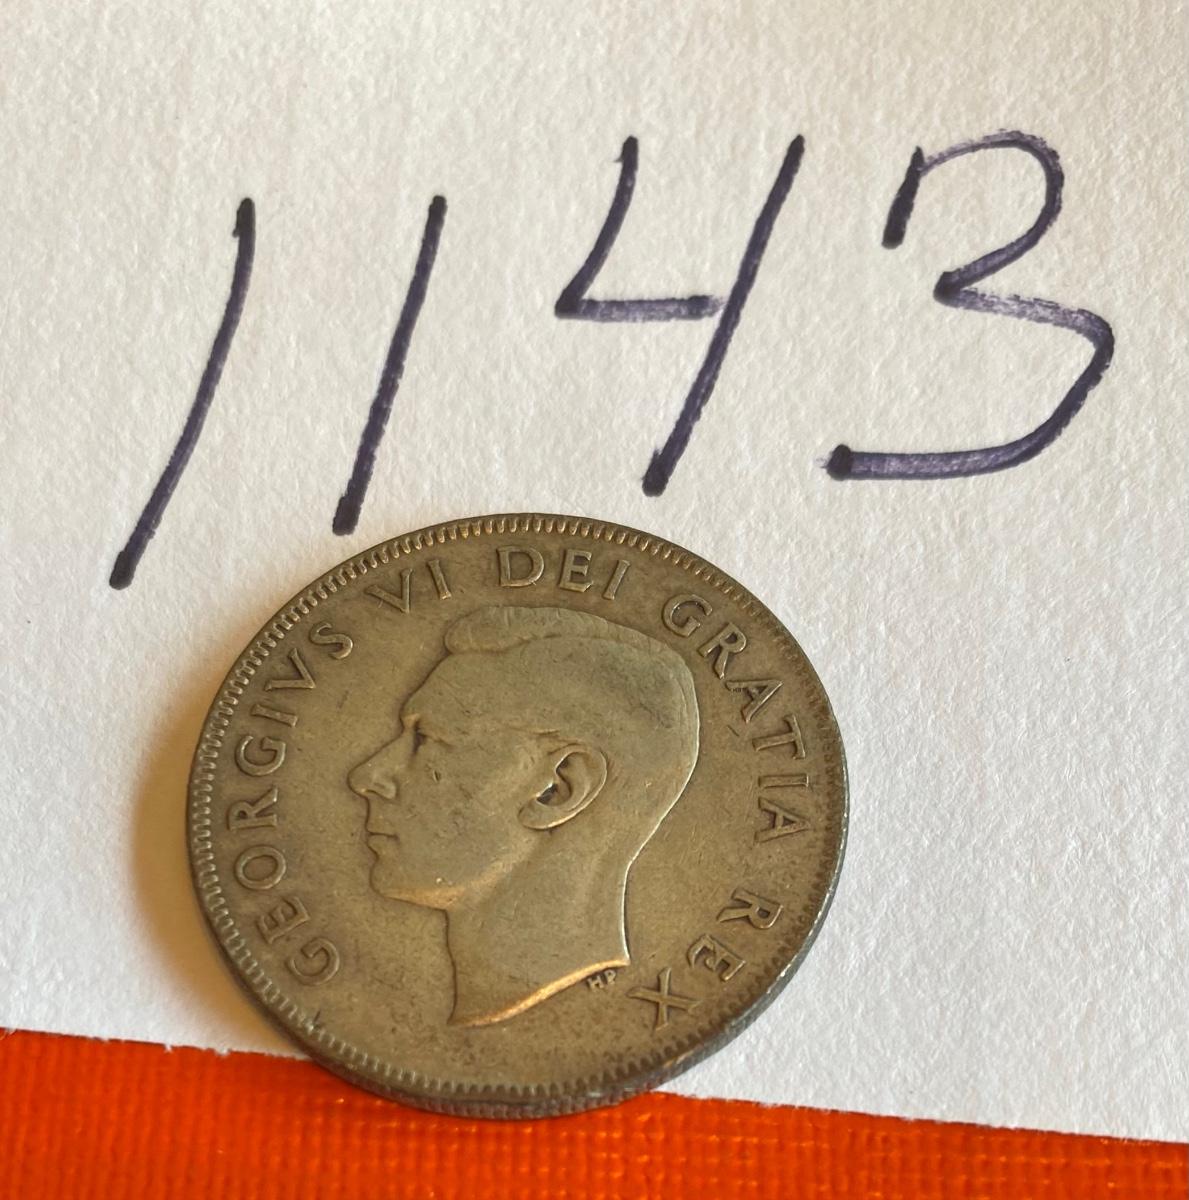 1143
GEORGIVS VI DEI GRATIA REX
HP